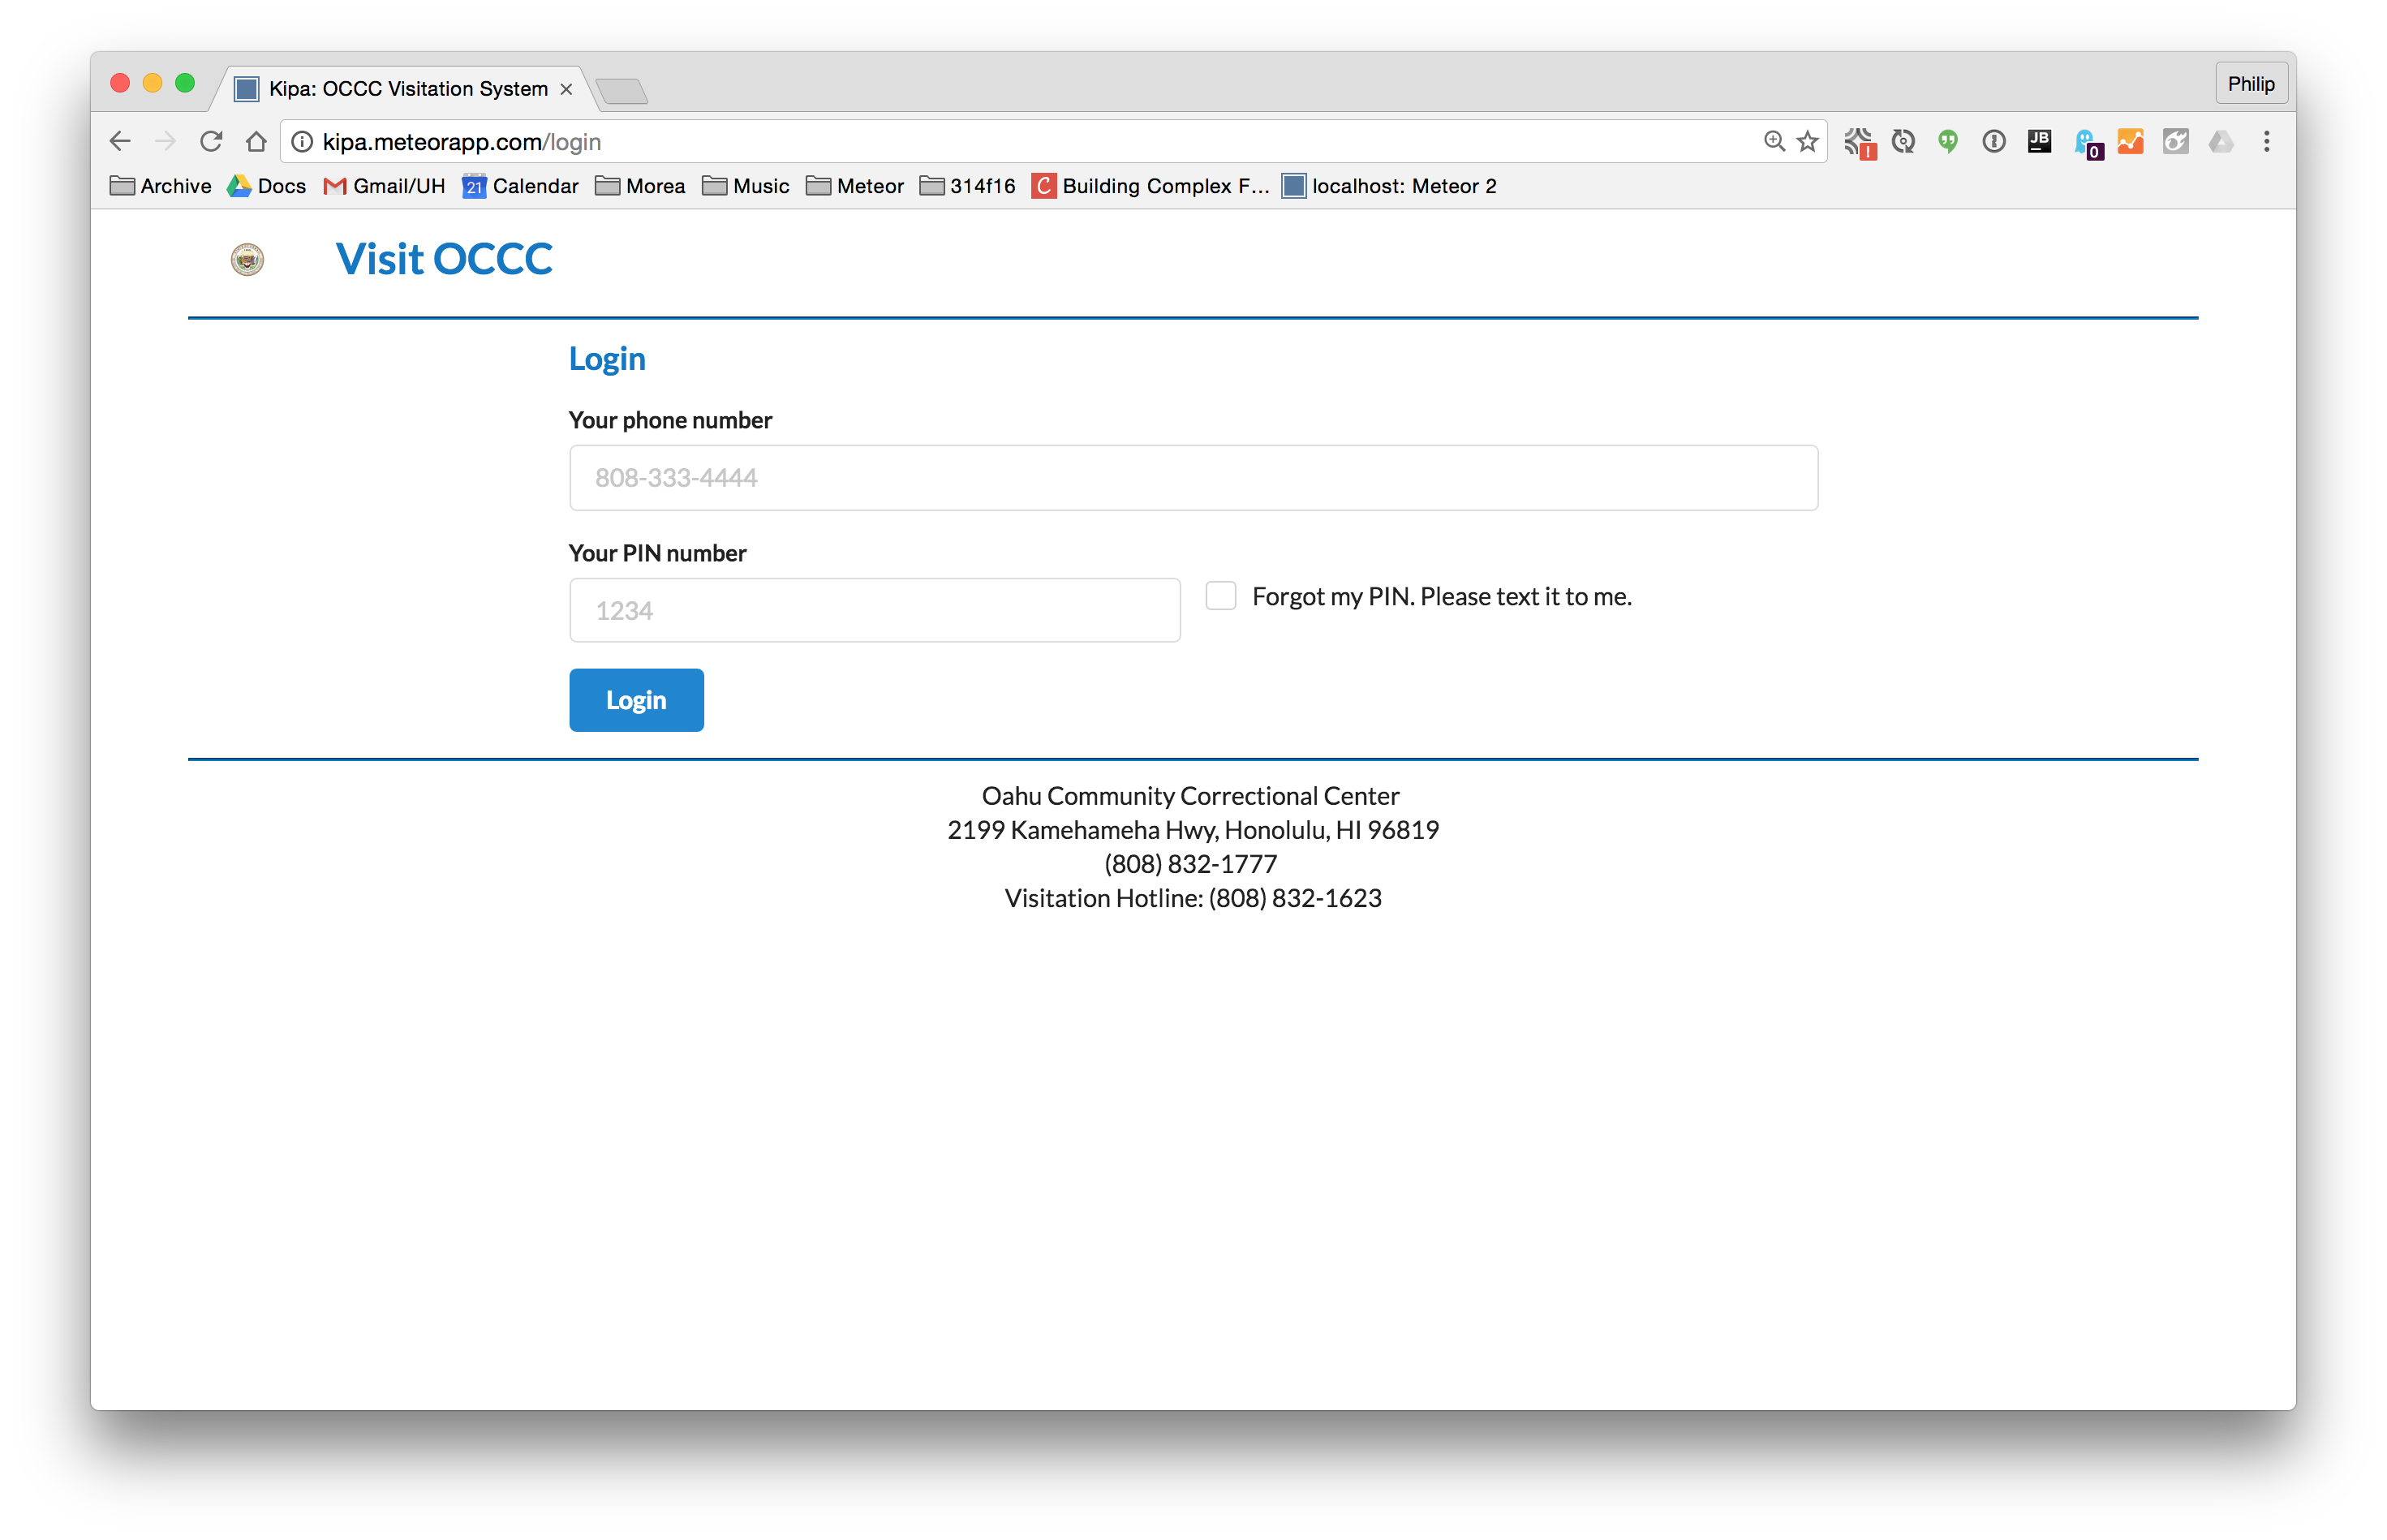 Kipa: OCCC Visitation System
Philip
kipa.meteorapp.com/login
JB
0
Archive Docs Gmail/UH 21 Calendar Morea Music Meteor 314f16 C Building Complex F... localhost: Meteor 2
Visit OCCC
Login
Your phone number
808-333-4444
Your PIN number
1234
Forgot my PIN. Please text it to me.
Login
Oahu Community Correctional Center
2199 Kamehameha Hwy, Honolulu, HI 96819
(808) 832-1777
Visitation Hotline: (808) 832-1623